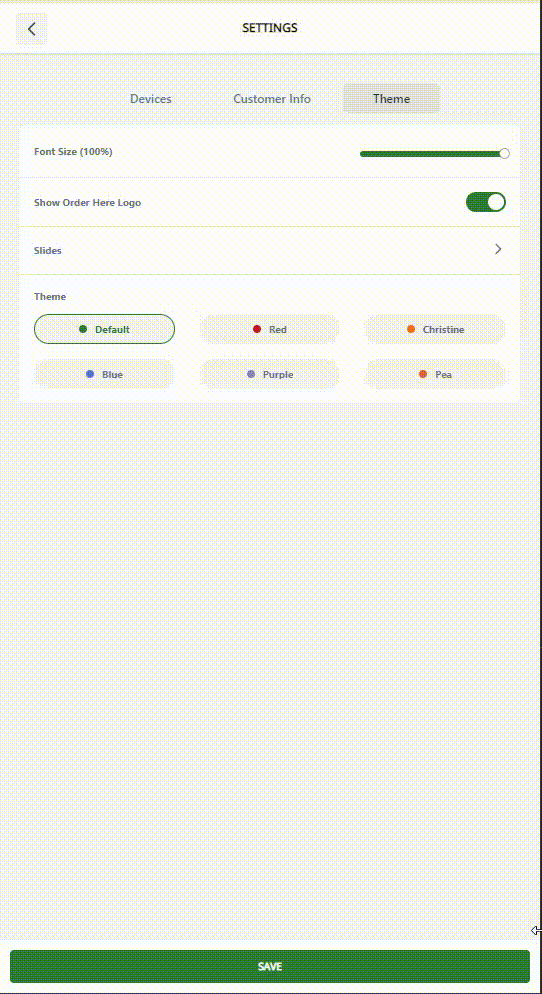 SETTINGS
Devices
Customer Info
Theme
Font Size (100%)
Show Order Here Logo
Slides
Theme
Default
Red
Christine
Blue
Purple
Pea
SAVE